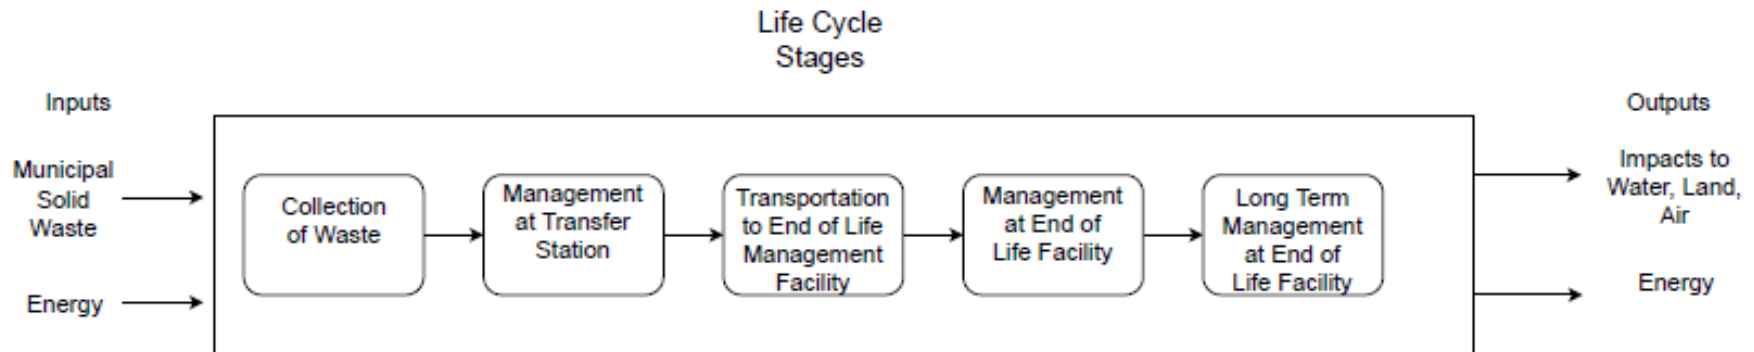 Life Cycle
Stages
Inputs
Outputs
Municipal
Solid
Waste
Energy
Collection
of Waste
Management
at Transfer
Station
Transportation
to End of Life
Management
Facility
Management
at End of
Life Facility
Long Term
Management
at End of
Life Facility
Impacts to
Water, Land,
Air
Energy